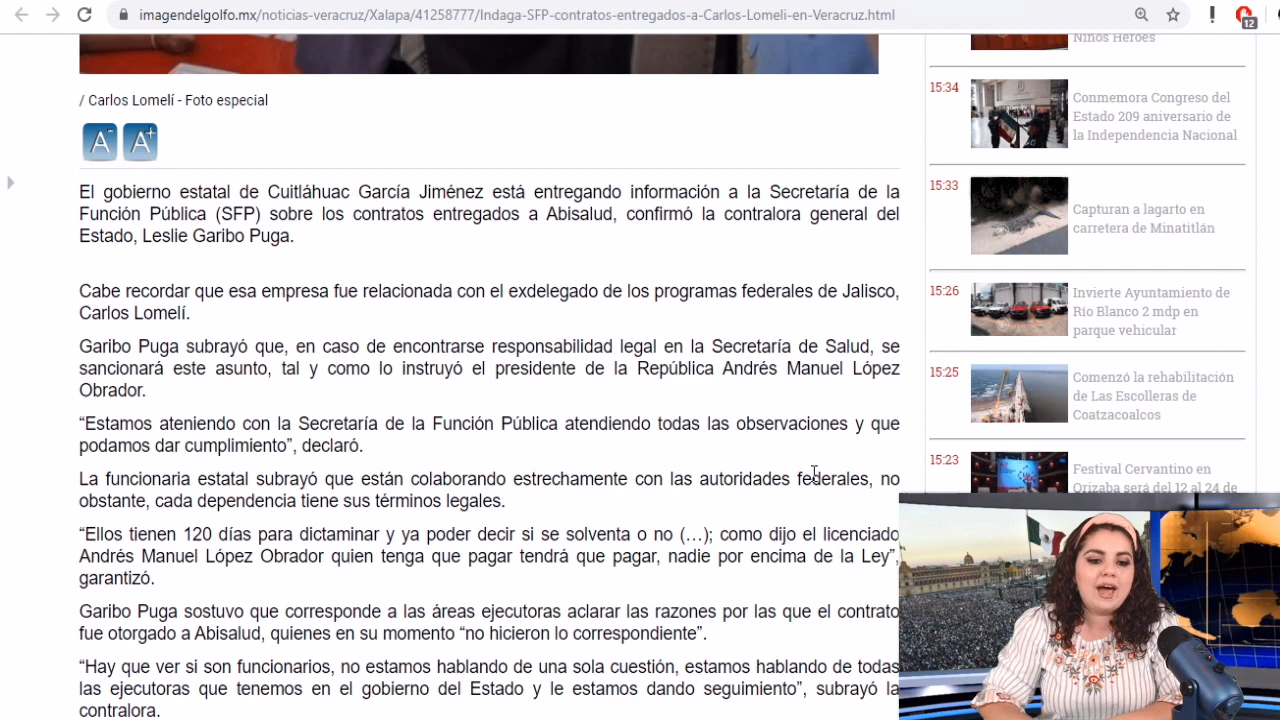 imagendelgolfo.mx/noticias-veracruz/Xalapa/41258777/Indaga-SFP-contratos-entregados-a-Carlos-Lomeli-en-Veracruz.html
12
/ Carlos Lomelí - Foto especial
A- A+
El gobierno estatal de Cuitláhuac García Jiménez está entregando información a la Secretaría de la
Función Pública (SFP) sobre los contratos entregados a Abisalud, confirmó la contralora general del
Estado, Leslie Garibo Puga.
Cabe recordar que esa empresa fue relacionada con el exdelegado de los programas federales de Jalisco,
Carlos Lomelí.
Garibo Puga subrayó que, en caso de encontrarse responsabilidad legal en la Secretaría de Salud, se
sancionará este asunto, tal y como lo instruyó el presidente de la República Andrés Manuel López
Obrador.
“Estamos ateniendo con la Secretaría de la Función Pública atendiendo todas las observaciones y que
podamos dar cumplimiento”, declaró.
La funcionaria estatal subrayó que están colaborando estrechamente con las autoridades federales, no
obstante, cada dependencia tiene sus términos legales.
“Ellos tienen 120 días para dictaminar y ya poder decir si se solventa o no (…); como dijo el licenciado
Andrés Manuel López Obrador quien tenga que pagar tendrá que pagar, nadie por encima de la Ley”,
garantizó.
Garibo Puga sostuvo que corresponde a las áreas ejecutoras aclarar las razones por las que el contrato
fue otorgado a Abisalud, quienes en su momento “no hicieron lo correspondiente”.
“Hay que ver si son funcionarios, no estamos hablando de una sola cuestión, estamos hablando de todas
las ejecutoras que tenemos en el gobierno del Estado y le estamos dando seguimiento”, subrayó la
contralora.
Niños Héroes
15:34
Conmemora Congreso del
Estado 209 aniversario de
la Independencia Nacional
15:33
Capturan a lagarto en
carretera de Minatitlán
15:26
Invierte Ayuntamiento de
Río Blanco 2 mdp en
parque vehicular
15:25
Comenzó la rehabilitación
de Las Escolleras de
Coatzacoalcos
15:23
Festival Cervantino en
Orizaba será del 12 al 24 de